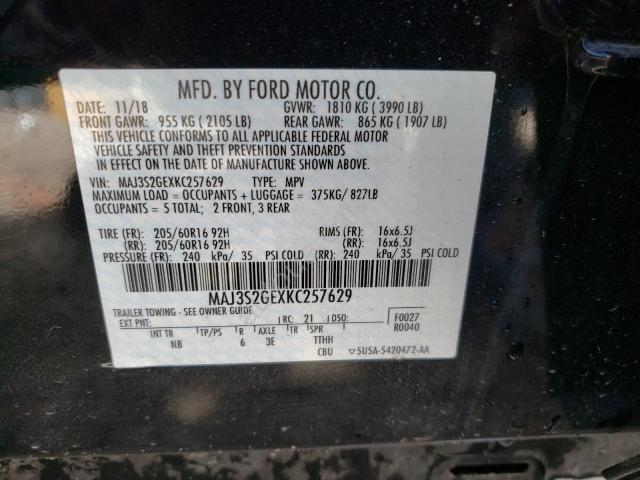 MFD. BY FORD MOTOR CO.
DATE: 11/18 GVWR: 1810 KG ( 3990 LB)
FRONT GAWR: 955 KG ( 2105 LB) REAR GAWR: 865 KG ( 1907 LB)
THIS VEHICLE CONFORMS TO ALL APPLICABLE FEDERAL MOTOR
VEHICLE SAFETY AND THEFT PREVENTION STANDARDS
IN EFFECT ON THE DATE OF MANUFACTURE SHOWN ABOVE.
VIN: MAJ3S2GEXKC257629 TYPE: MPV
MAXIMUM LOAD = OCCUPANTS + LUGGAGE = 375KG/ 827LB
OCCUPANTS = 5 TOTAL; 2 FRONT, 3 REAR
TIRE (FR): 205/60R16 92H RIMS (FR): 16x6.5J
(RR): 205/60R16 92H (RR): 16x6.5J
PRESSURE (FR): 240 kPa/ 35 PSI COLD (RR): 240 kPa/ 35 PSI COLD
MAJ3S2GEXKC257629
TRAILER TOWING - SEE OWNER GUIDE.
EXT PNT: RC: 21 DSO: F0027
R0040
INT TR TP/PS R AXLE TR SPR
NB 6 3E TTHH
CBU ▽5U5A-5420472-AA